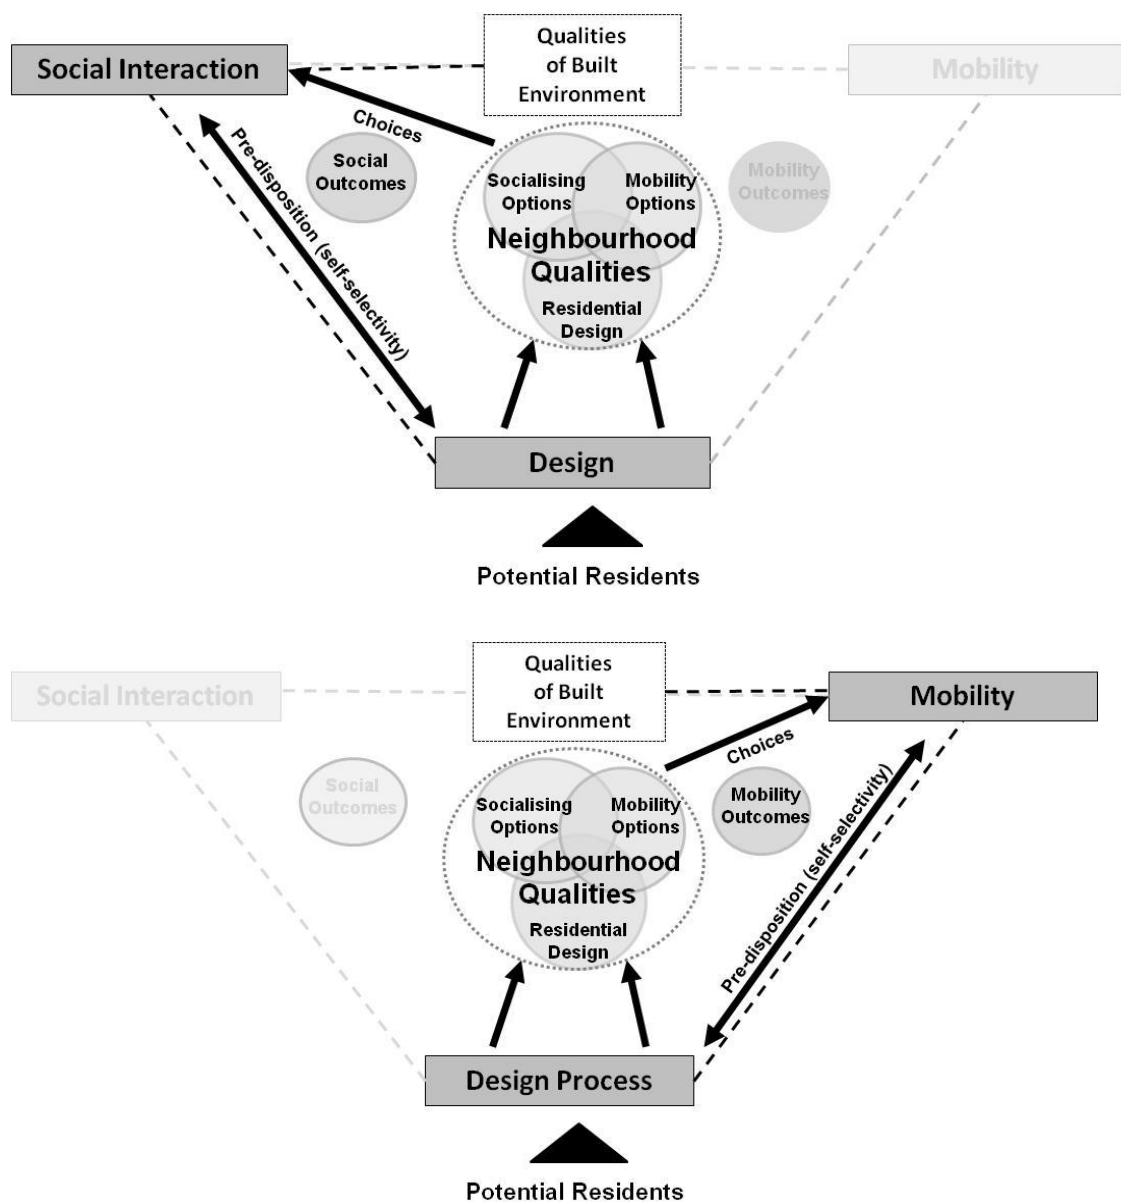 Qualities
of Built
Environment
Social Interaction
Mobility
Choices
Pre-disposition (self-selectivity)
Social
Outcomes
Socialising
Options
Mobility
Options
Mobility
Outcomes
Neighbourhood
Qualities
Residential
Design
Design
Potential Residents
Qualities
of Built
Environment
Social Interaction
Mobility
Choices
Social
Outcomes
Socialising
Options
Mobility
Options
Mobility
Outcomes
Pre-disposition (self-selectivity)
Neighbourhood
Qualities
Residential
Design
Design Process
Potential Residents